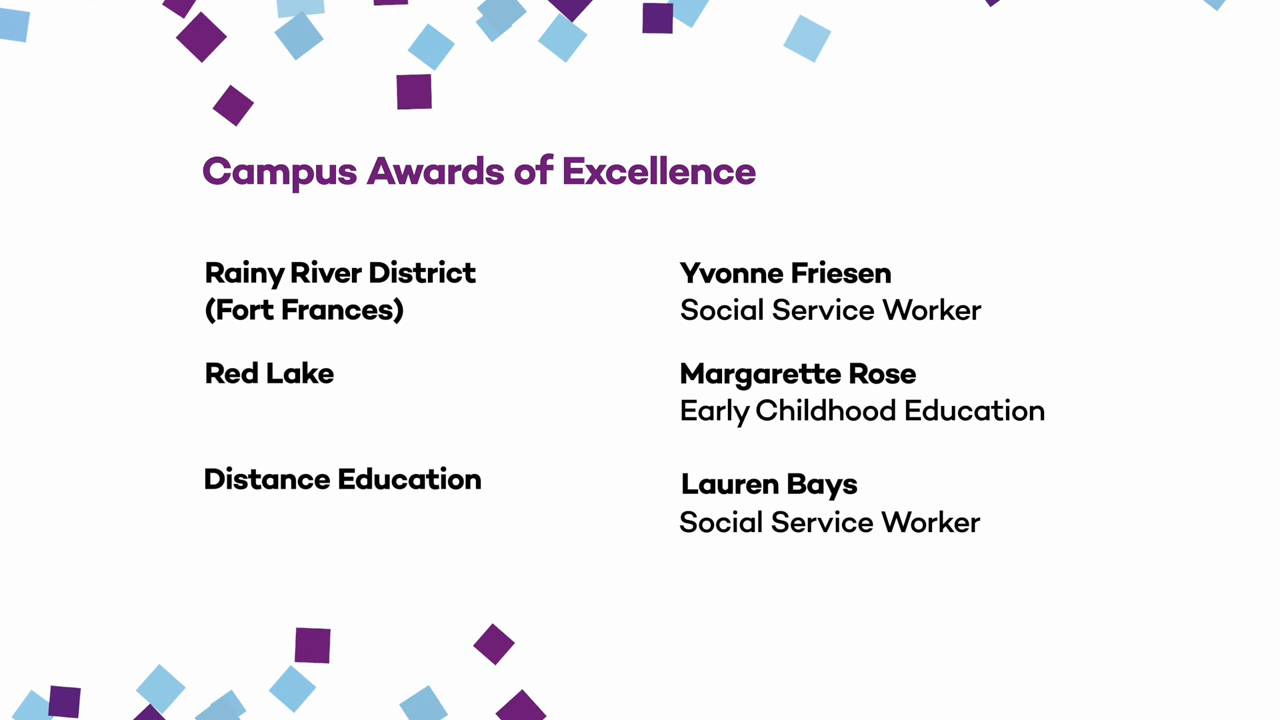 Campus Awards of Excellence
Rainy River District
(Fort Frances)
Yvonne Friesen
Social Service Worker
Red Lake
Margarette Rose
Early Childhood Education
Distance Education
Lauren Bays
Social Service Worker